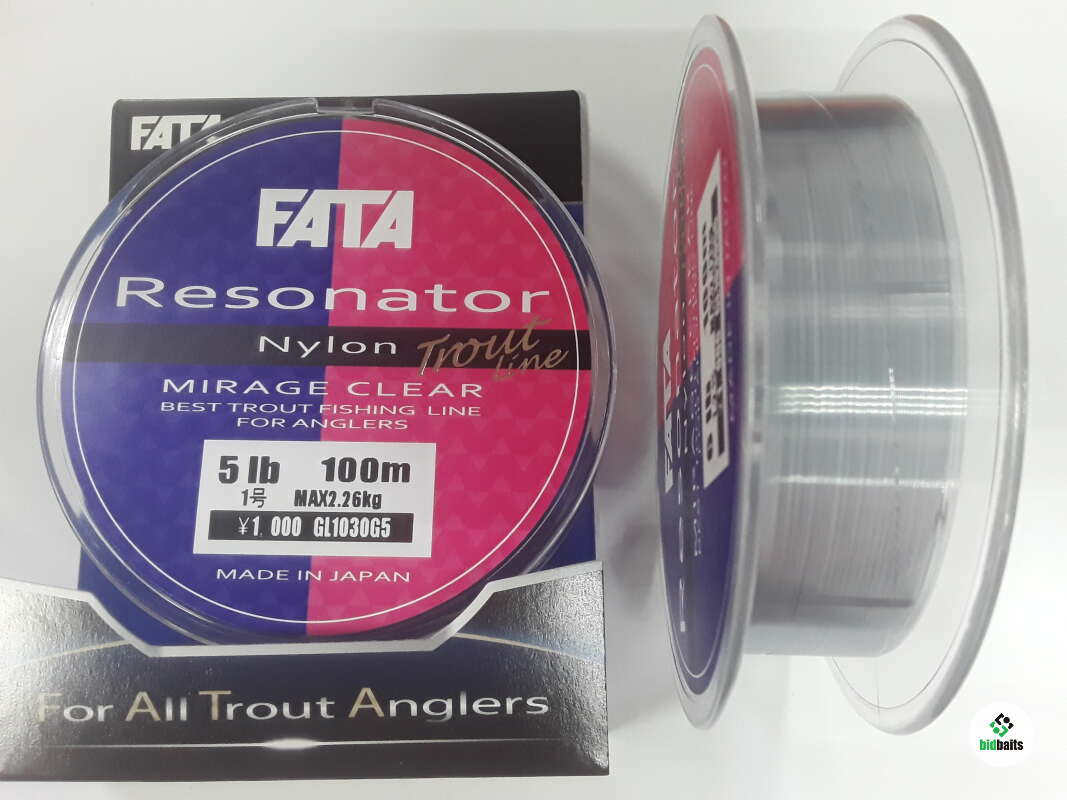 FATA
FATA
Resonator
Nylon Trout Line
MIRAGE CLEAR
BEST TROUT FISHING LINE
FOR ANGLERS
5 lb 100m
1号 MAX2.26kg
¥1,000 GL1030G5
MADE IN JAPAN
For All Trout Anglers
FATA
bidbaits